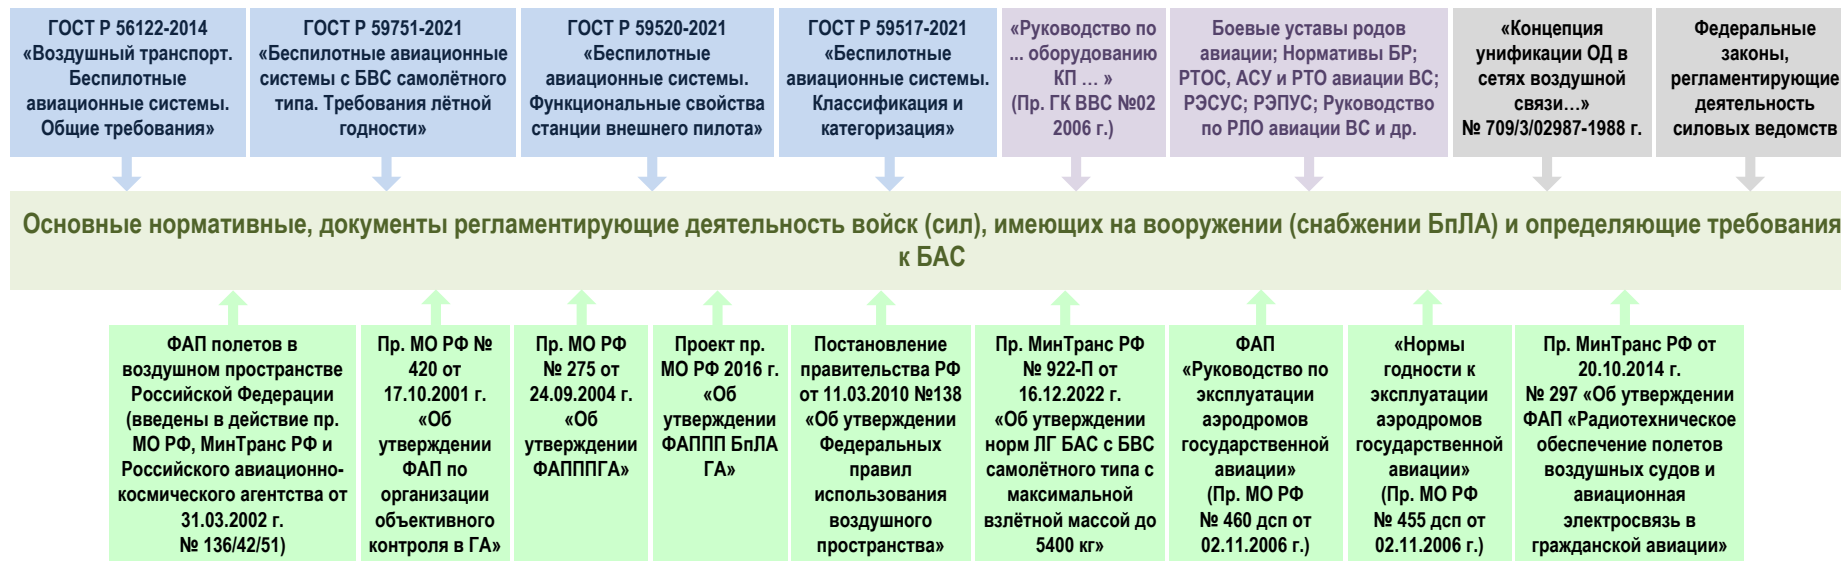 ГОСТ Р 56122-2014
«Воздушный транспорт.
Беспилотные
авиационные системы.
Общие требования»
ГОСТ Р 59751-2021
«Беспилотные авиационные
системы с БВС самолётного
типа. Требования лётной
годности»
ГОСТ Р 59520-2021
«Беспилотные
авиационные системы.
Функциональные свойства
станции внешнего пилота»
ГОСТ Р 59517-2021
«Беспилотные
авиационные системы.
Классификация и
категоризация»
«Руководство по
... оборудованию
КП … »
(Пр. ГК ВВС №02
2006 г.)
Боевые уставы родов
авиации; Нормативы БР;
РТОС, АСУ и РТО авиации ВС;
РЭСУС; РЭПУС; Руководство
по РЛО авиации ВС и др.
«Концепция
унификации ОД в
сетях воздушной
связи…»
№ 709/3/02987-1988 г.
Федеральные
законы,
регламентирующие
деятельность
силовых ведомств
Основные нормативные, документы регламентирующие деятельность войск (сил), имеющих на вооружении (снабжении БпЛА) и определяющие требования
к БАС
ФАП полетов в
воздушном пространстве
Российской Федерации
(введены в действие пр.
МО РФ, МинТранс РФ и
Российского авиационно-
космического агентства от
31.03.2002 г.
№ 136/42/51)
Пр. МО РФ №
420 от
17.10.2001 г.
«Об
утверждении
ФАП по
организации
объективного
контроля в ГА»
Пр. МО РФ
№ 275 от
24.09.2004 г.
«Об
утверждении
ФАПППГА»
Проект пр.
МО РФ 2016 г.
«Об
утверждении
ФАППП БпЛА
ГА»
Постановление
правительства РФ
от 11.03.2010 №138
«Об утверждении
Федеральных
правил
использования
воздушного
пространства»
Пр. МинТранс РФ
№ 922-П от
16.12.2022 г.
«Об утверждении
норм ЛГ БАС с БВС
самолётного типа с
максимальной
взлётной массой до
5400 кг»
ФАП
«Руководство по
эксплуатации
аэродромов
государственной
авиации»
(Пр. МО РФ
№ 460 дсп от
02.11.2006 г.)
«Нормы
годности к
эксплуатации
аэродромов
государственной
авиации»
(Пр. МО РФ
№ 455 дсп от
02.11.2006 г.)
Пр. МинТранс РФ от
20.10.2014 г.
№ 297 «Об утверждении
ФАП «Радиотехническое
обеспечение полетов
воздушных судов и
авиационная
электросвязь в
гражданской авиации»